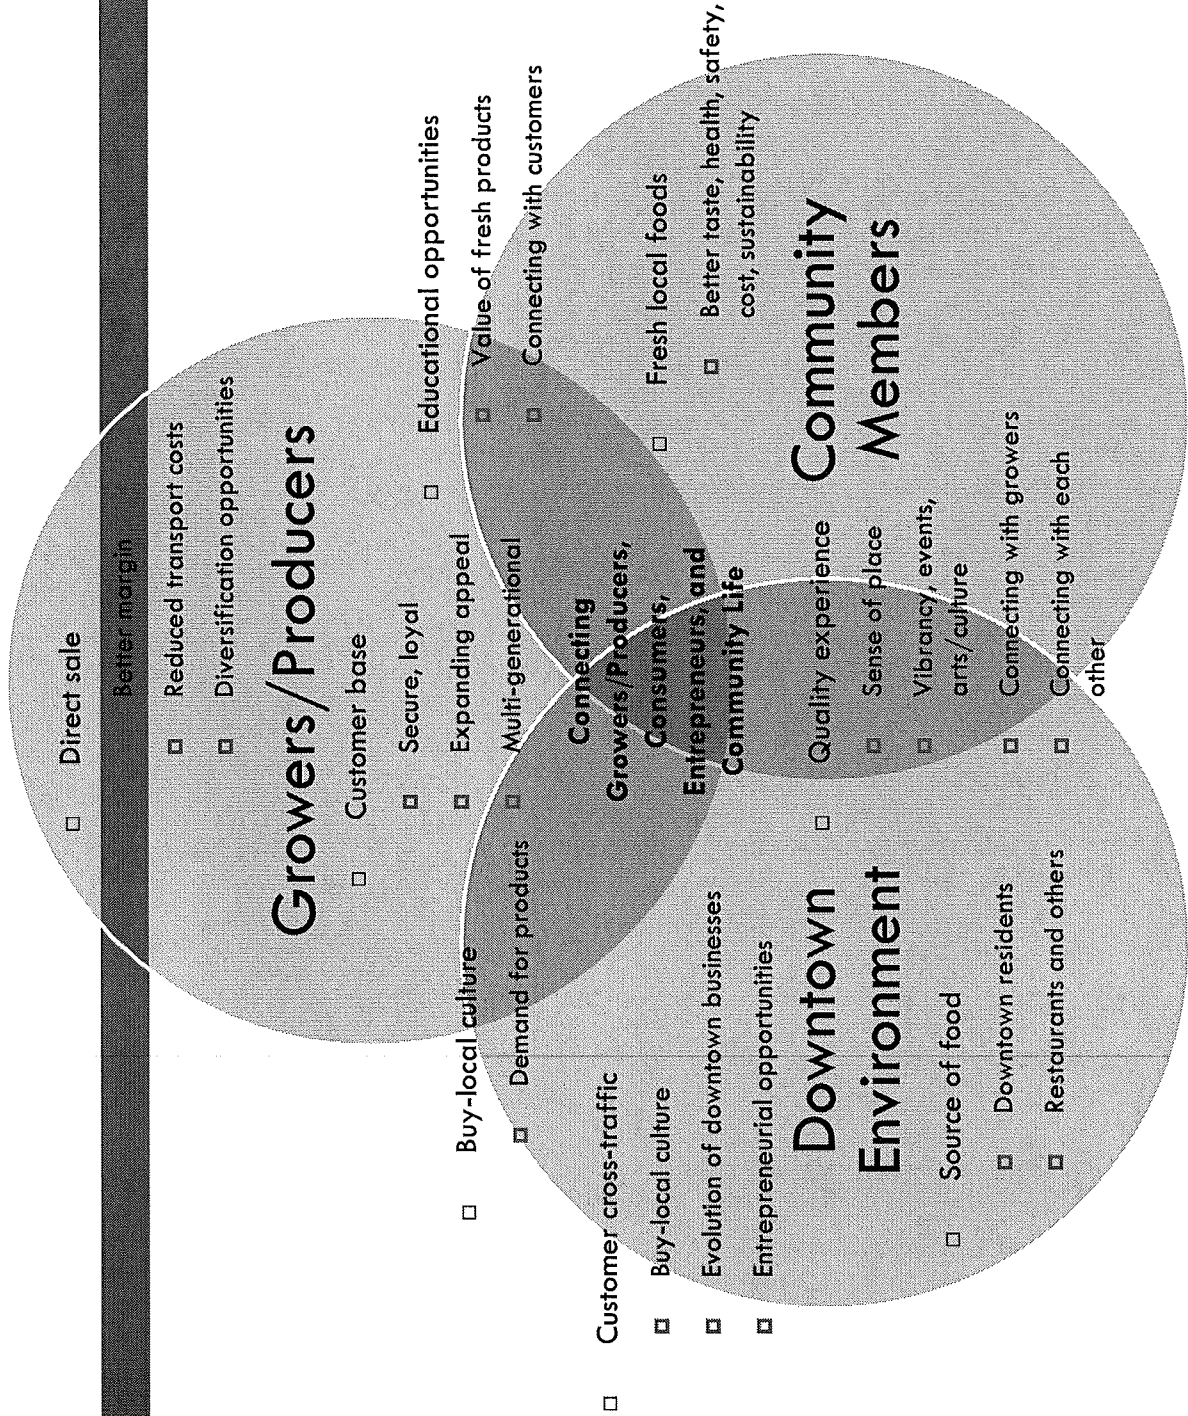 Direct sale
Better margin
Reduced transport costs
Diversification opportunities
Growers/Producers
Customer base
Secure, loyal
Expanding appeal
Multi-generational
Educational opportunities
Value of fresh products
Connecting with customers
Buy-local culture
Demand for products
Connecting
Growers/Producers,
Consumers,
Entrepreneurs, and
Community Life
Customer cross-traffic
Buy-local culture
Evolution of downtown businesses
Entrepreneurial opportunities
Downtown
Environment
Source of food
Downtown residents
Restaurants and others
Fresh local foods
Better taste, health, safety,
cost, sustainability
Community
Members
Quality experience
Sense of place
Vibrancy, events,
arts/culture
Connecting with growers
Connecting with each
other